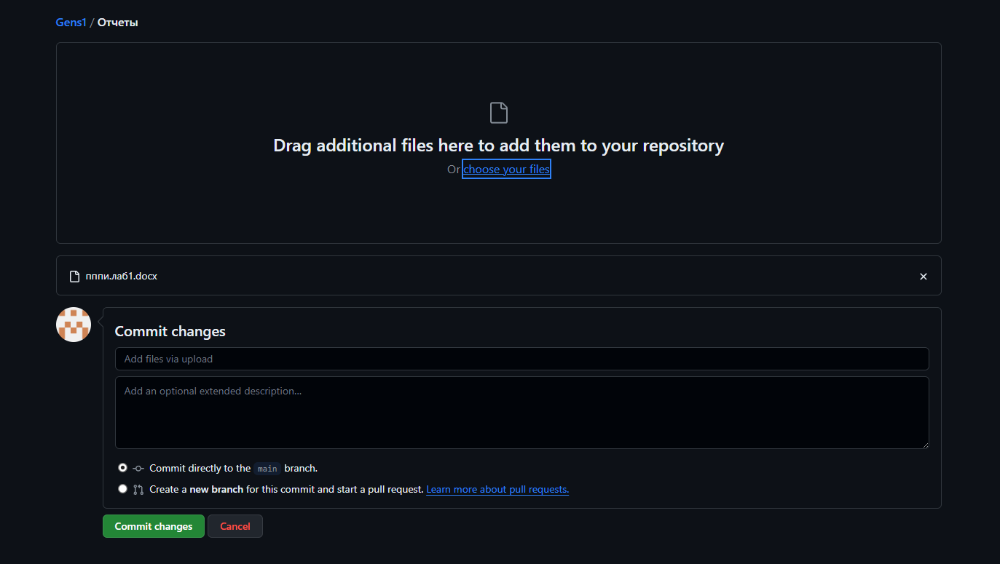 Gens1 / Отчеты
Drag additional files here to add them to your repository
Or choose your files
пппи.лаб1.docx
Commit changes
Add files via upload
Add an optional extended description...
Commit directly to the main branch.
Create a new branch for this commit and start a pull request. Learn more about pull requests.
Commit changes Cancel